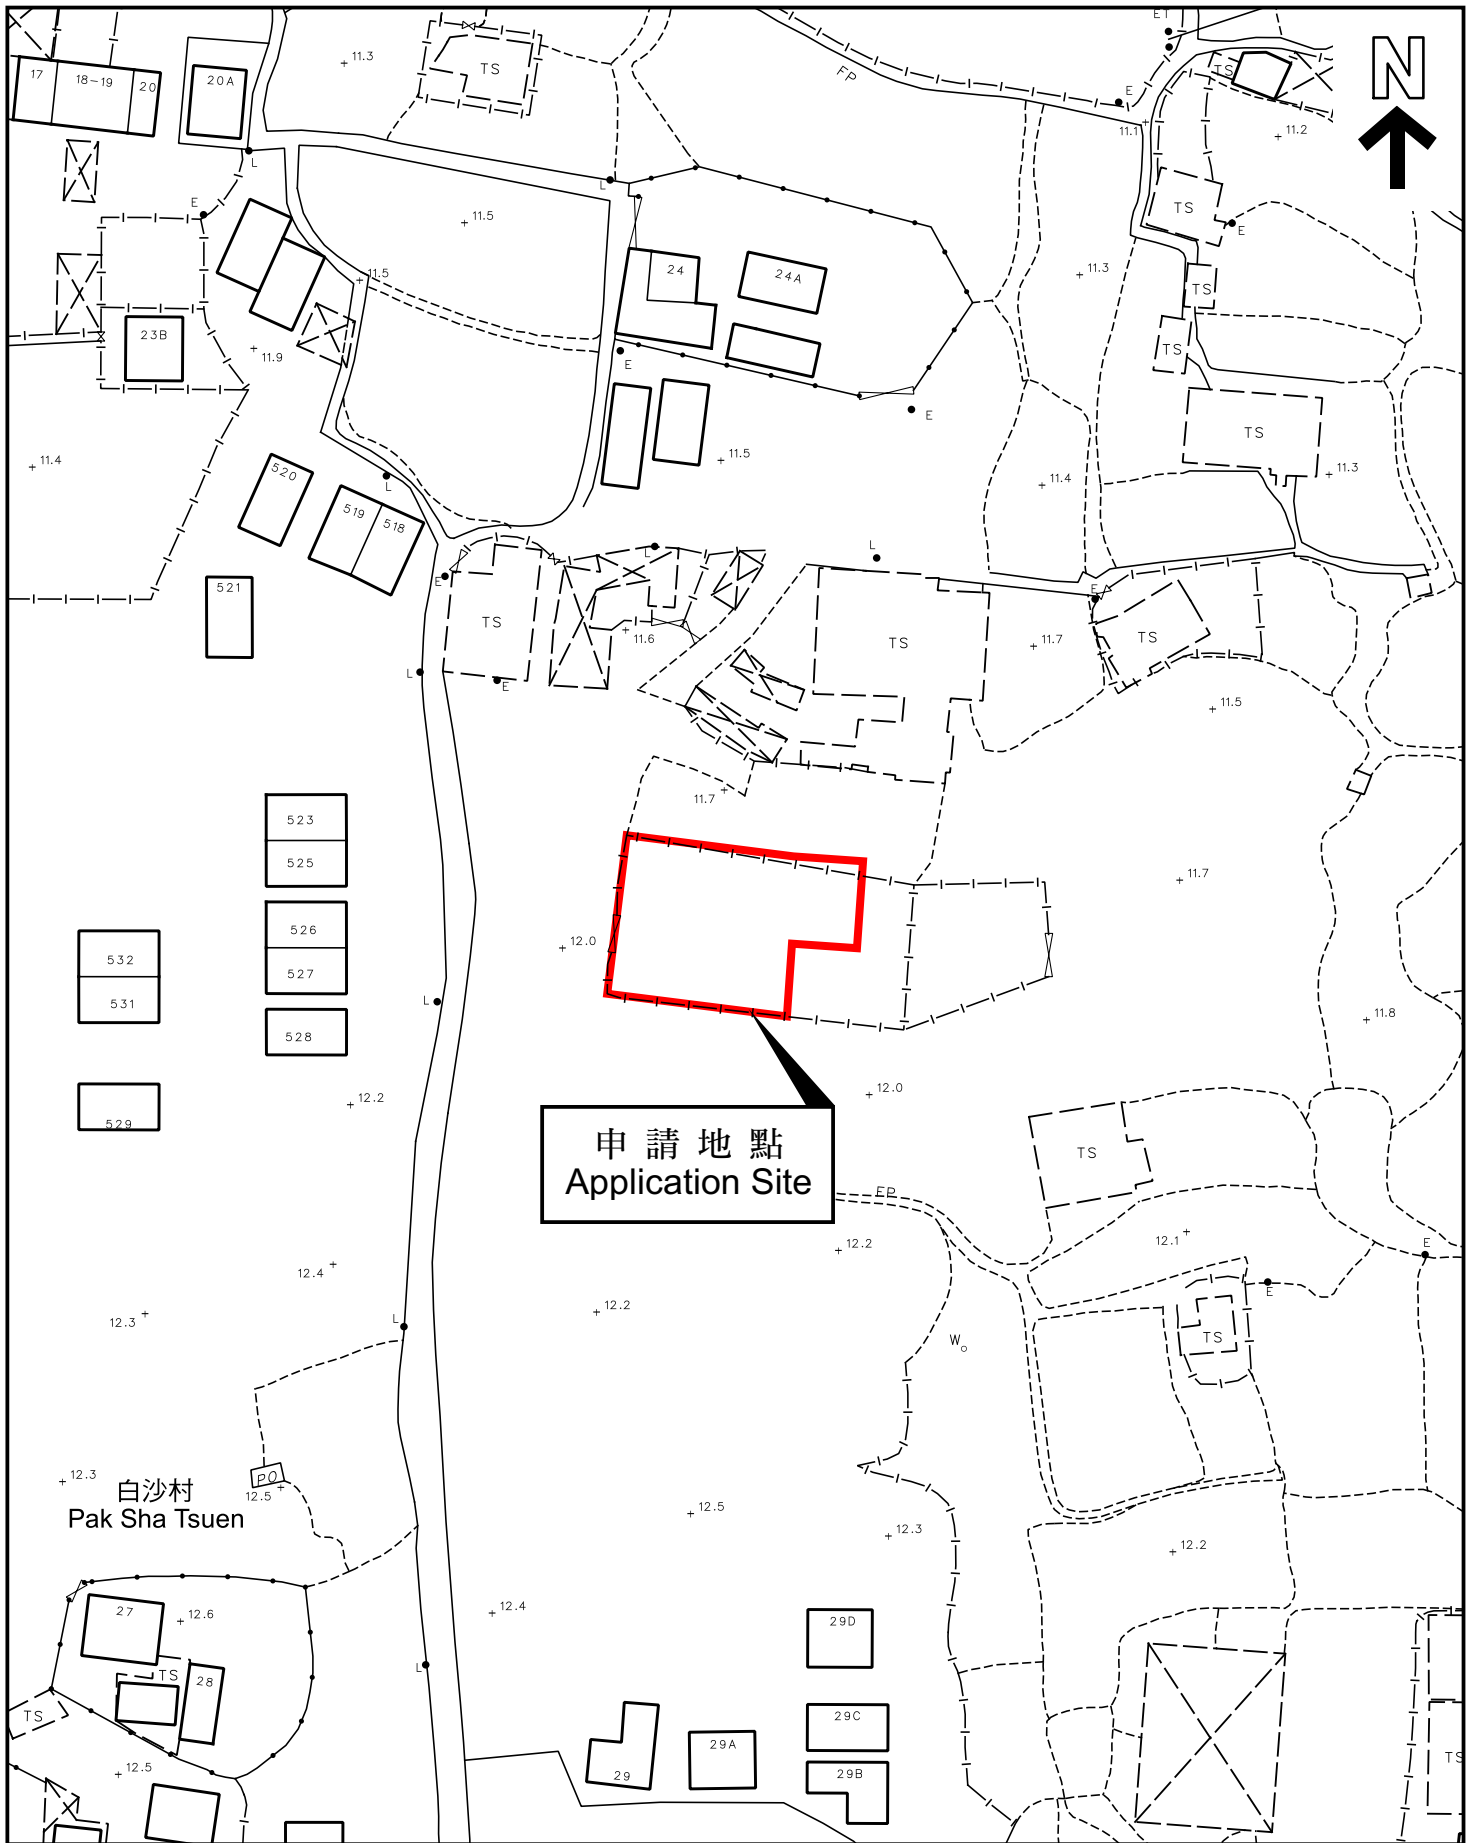 ET
N
17
18-19
20
20A
11.3
TS
FP
TS
E
11.1
11.2
L
L
E
11.5
TS
E
24
24A
11.5
11.3
TS
23B
11.9
E
TS
E
TS
11.4
520
11.5
11.4
11.3
L
519
518
L
L
E
521
E
TS
11.6
TS
11.7
TS
L
E
11.5
11.7
523
525
11.7
526
532
12.0
527
531
L
528
11.8
12.2
12.0
529
申請地點
Application Site
TS
FP
12.2
12.1
E
12.4
E
12.3
12.2
L
W
TS
白沙村
Pak Sha Tsuen
12.3
PO
12.5
12.5
12.3
12.2
27
12.6
12.4
29D
TS
28
L
TS
29C
29A
TS
12.5
29
29B